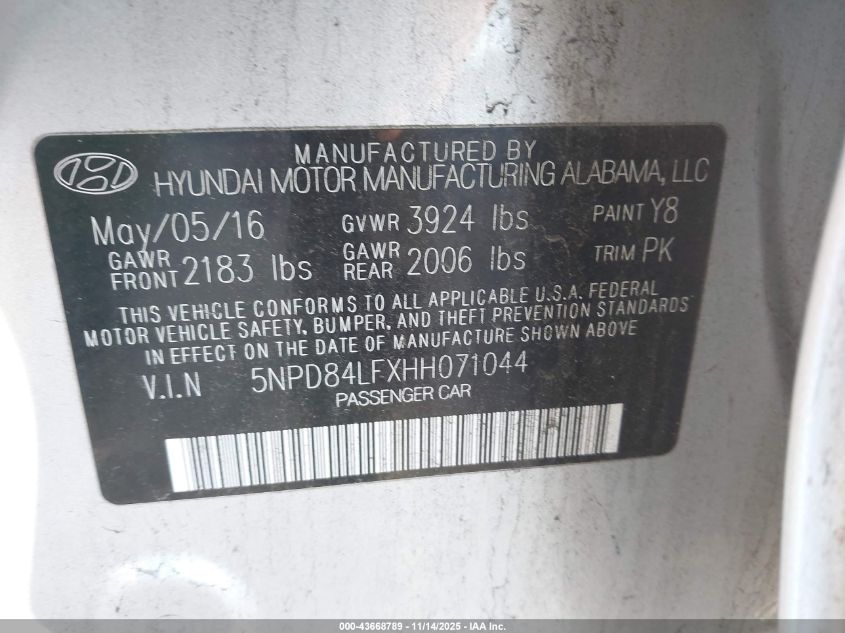 MANUFACTURED BY
HYUNDAI MOTOR MANUFACTURING ALABAMA, LLC
May/05/16 GVWR 3924 lbs PAINT Y8
GAWR FRONT 2183 lbs GAWR REAR 2006 lbs TRIM PK
THIS VEHICLE CONFORMS TO ALL APPLICABLE U.S.A. FEDERAL
MOTOR VEHICLE SAFETY, BUMPER, AND THEFT PREVENTION STANDARDS
IN EFFECT ON THE DATE OF MANUFACTURE SHOWN ABOVE
V.I.N 5NPD84LFXHH071044
PASSENGER CAR
000-43668789 - 11/14/2025 - IAA Inc.